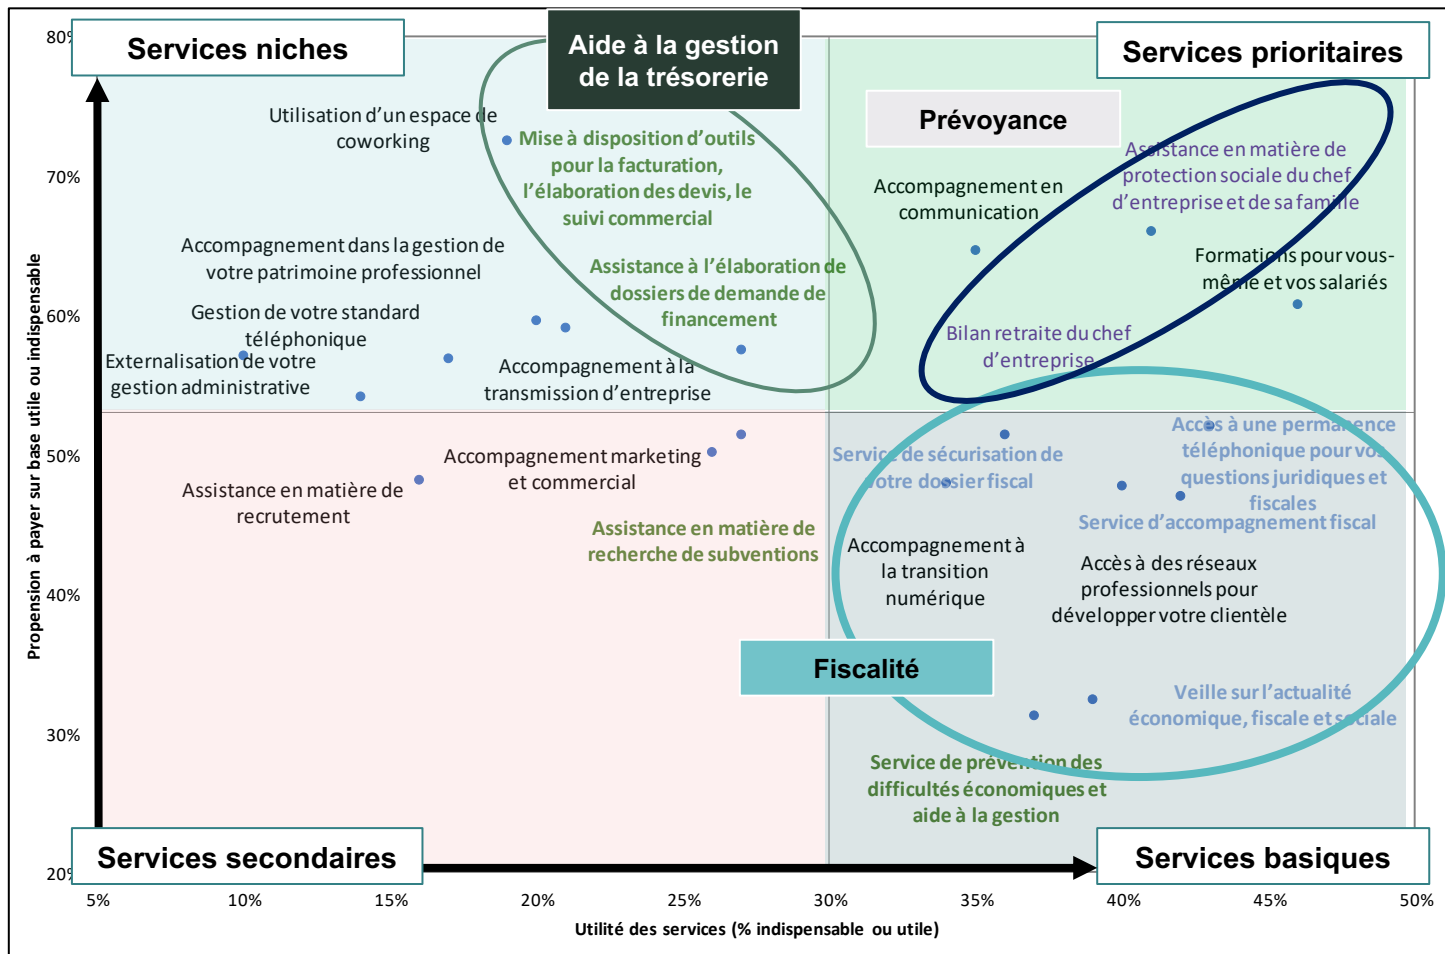 Services niches
Aide à la gestion
de la trésorerie
Services prioritaires
Prévoyance
Utilisation d’un espace de
coworking
Mise à disposition d’outils
pour la facturation,
l’élaboration des devis, le
suivi commercial
Accompagnement en
communication
Assistance en matière de
protection sociale du chef
d’entreprise et de sa famille
Accompagnement dans la gestion de
votre patrimoine professionnel
Assistance à l’élaboration de
dossiers de demande de
financement
Formations pour vous-
même et vos salariés
Gestion de votre standard
téléphonique
Bilan retraite du chef
d’entreprise
Externalisation de votre
gestion administrative
Accompagnement à la
transmission d’entreprise
Accompagnement marketing
et commercial
Assistance en matière de
recrutement
Assistance en matière de
recherche de subventions
Service de sécurisation de
votre dossier fiscal
Accès à une permanence
téléphonique pour vos
questions juridiques et
fiscales
Service d’accompagnement fiscal
Accompagnement à
la transition
numérique
Accès à des réseaux
professionnels pour
développer votre clientèle
Fiscalité
Veille sur l’actualité
économique, fiscale et sociale
Service de prévention des
difficultés économiques et
aide à la gestion
Services secondaires
Services basiques
80%
70%
60%
50%
40%
30%
20%
Propension à payer sur base utile ou indispensable
5%
10%
15%
20%
25%
30%
35%
40%
45%
50%
Utilité des services (% indispensable ou utile)